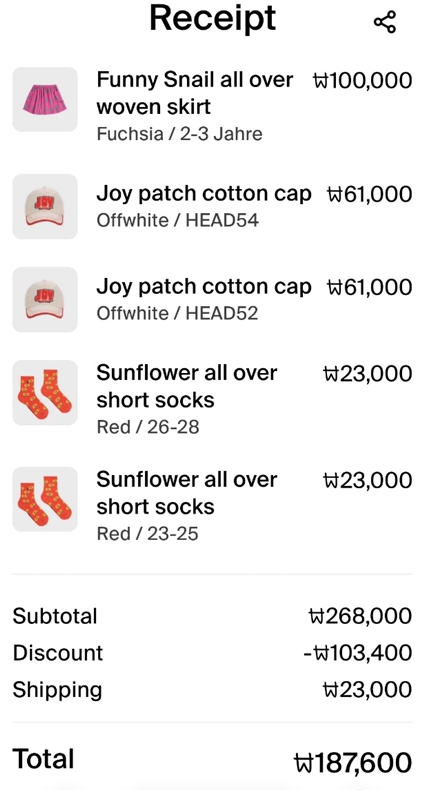 Receipt
Funny Snail all over ₩100,000
woven skirt
Fuchsia / 2-3 Jahre
Joy patch cotton cap ₩61,000
Offwhite / HEAD54
Joy patch cotton cap ₩61,000
Offwhite / HEAD52
Sunflower all over ₩23,000
short socks
Red / 26-28
Sunflower all over ₩23,000
short socks
Red / 23-25
Subtotal ₩268,000
Discount -₩103,400
Shipping ₩23,000
Total ₩187,600
JOY
JOY